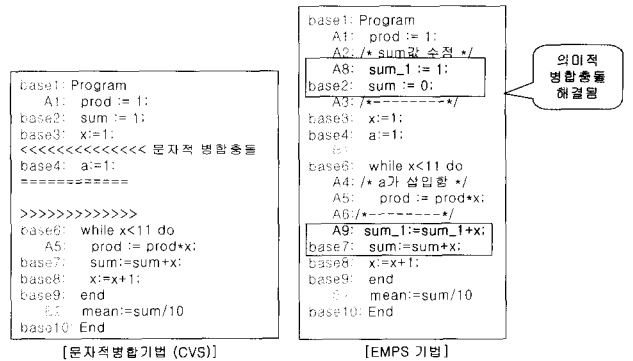 base1: Program
A1: prod := 1;
base2: sum := 1;
base3: x:=1;
<<<<<<<<<<<<<< 문자적 병합충돌
base4: a:=1;
============
>>>>>>>>>>>>>
base6: while x<11 do
A5: prod := prod*x;
base7: sum:=sum+x;
base8: x:=x+1;
base9: end
mean:=sum/10
base10: End
[문자적병합기법 (CVS)]
base1: Program
A1: prod := 1;
A2: /* sum값 수정 */
A8: sum_1 := 1;
base2: sum := 0;
A3: /*---------*/
base3: x:=1;
base4: a:=1;
base6: while x<11 do
A4: /* a가 삽입함 */
A5: prod := prod*x;
A6:/*---------*/
A9: sum_1:=sum_1+x;
base7: sum:=sum+x;
base8: x:=x+1;
base9: end
mean:=sum/10
base10: End
[EMPS 기법]
의미적
병합충돌
해결됨